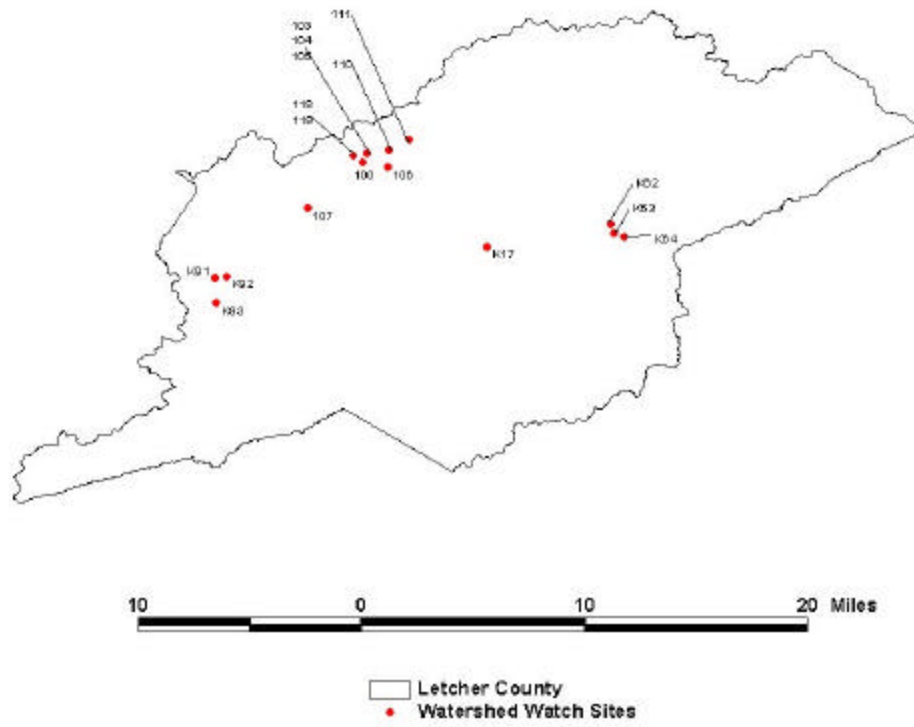 111
103
104
105
110
118
119
100
106
107
K52
K53
K54
K17
K91
K92
K93
10 0 10 20 Miles
Letcher County
Watershed Watch Sites